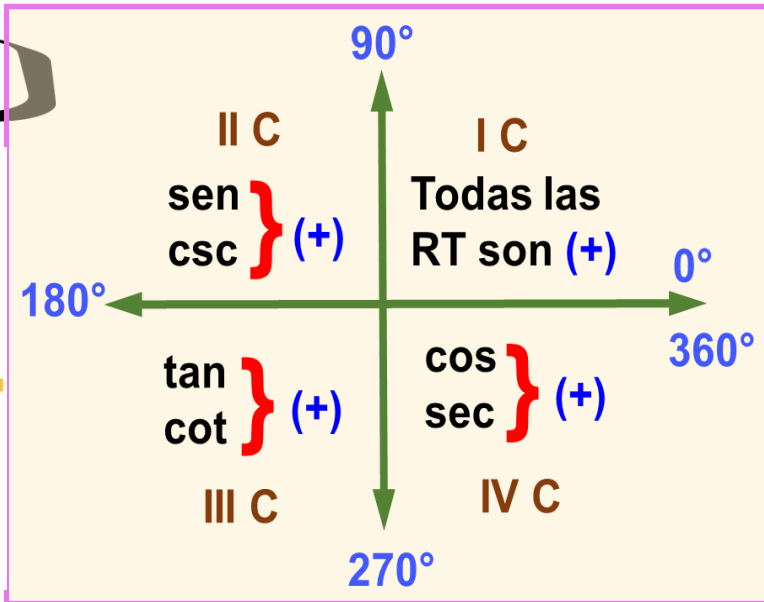 90°
II C
I C
sen
csc
(+)
Todas las
RT son (+)
180°
0°
360°
tan
cot
(+)
cos
sec
(+)
III C
IV C
270°